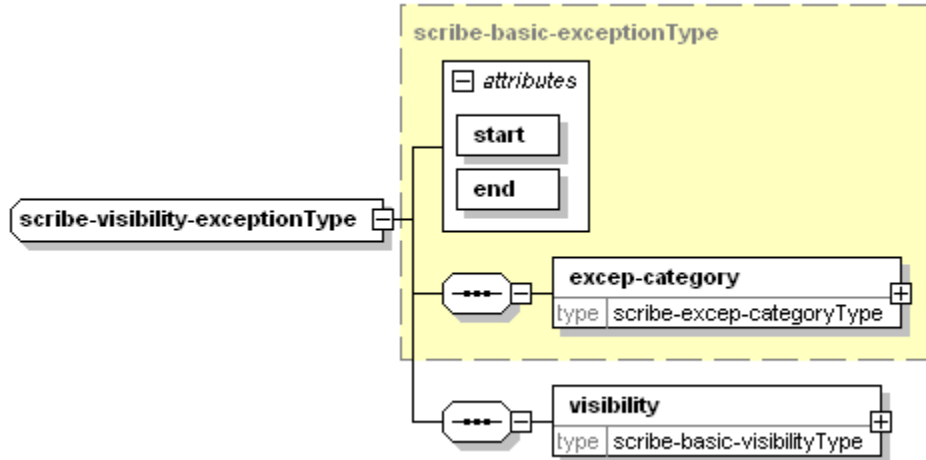 scribe-basic-exceptionType
attributes
start
end
scribe-visibility-exceptionType
excep-category
type scribe-excep-categoryType
visibility
type scribe-basic-visibilityType